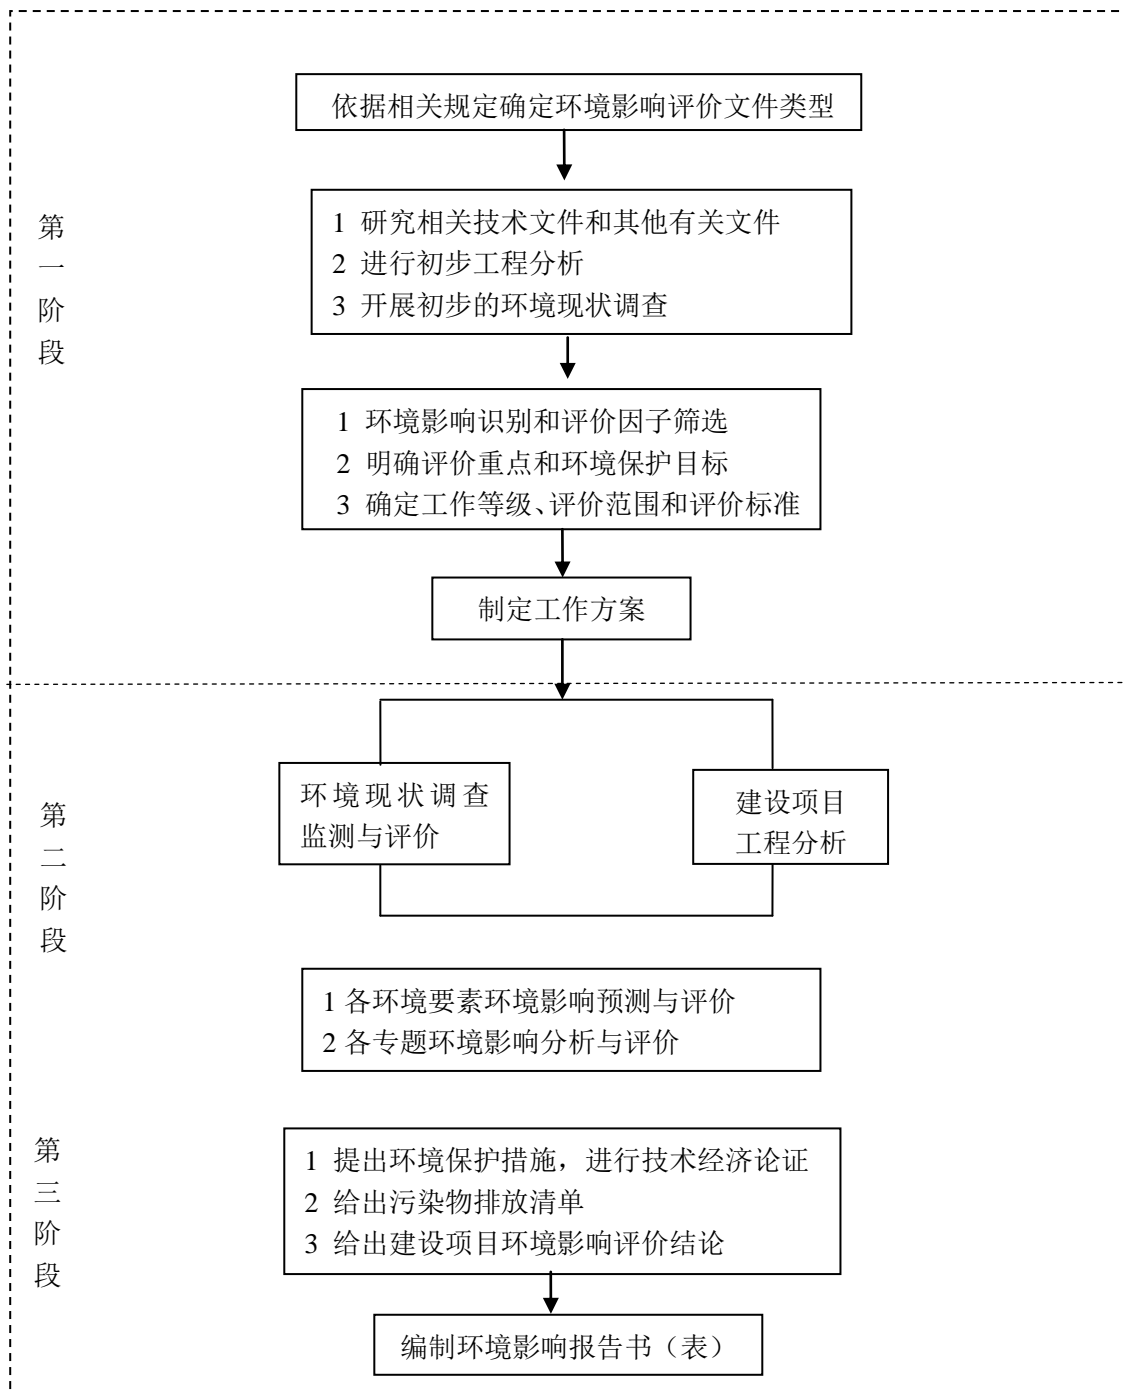 依据相关规定确定环境影响评价文件类型
第一阶段
1 研究相关技术文件和其他有关文件
2 进行初步工程分析
3 开展初步的环境现状调查
1 环境影响识别和评价因子筛选
2 明确评价重点和环境保护目标
3 确定工作等级、评价范围和评价标准
制定工作方案
第二阶段
环境现状调查
监测与评价
建设项目
工程分析
1 各环境要素环境影响预测与评价
2 各专题环境影响分析与评价
第三阶段
1 提出环境保护措施，进行技术经济论证
2 给出污染物排放清单
3 给出建设项目环境影响评价结论
编制环境影响报告书（表）